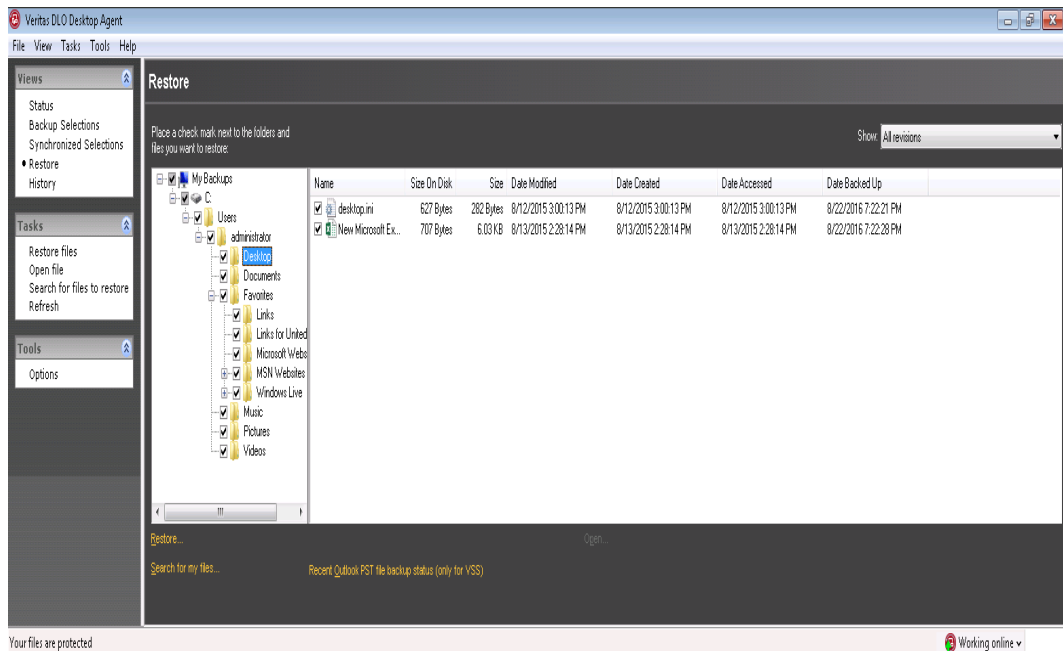 Veritas DLO Desktop Agent
File View Tasks Tools Help
Views
Status
Backup Selections
Synchronized Selections
Restore
History
Tasks
Restore files
Open file
Search for files to restore
Refresh
Tools
Options
Restore
Place a check mark next to the folders and
files you want to restore:
Show: All revisions
My Backups
C:
Users
administrator
Desktop
Documents
Favorites
Links
Links for United
Microsoft Webs
MSN Websites
Windows Live
Music
Pictures
Videos
Name Size On Disk Size Date Modified Date Created Date Accessed Date Backed Up
desktop.ini 627 Bytes 282 Bytes 8/12/2015 3:00:13 PM 8/12/2015 3:00:13 PM 8/12/2015 3:00:13 PM 8/22/2016 7:22:21 PM
New Microsoft Ex... 707 Bytes 6.03 KB 8/13/2015 2:28:14 PM 8/13/2015 2:28:14 PM 8/13/2015 2:28:14 PM 8/22/2016 7:22:28 PM
Restore... Open...
Search for my files... Recent Outlook PST file backup status (only for VSS)
Your files are protected Working online